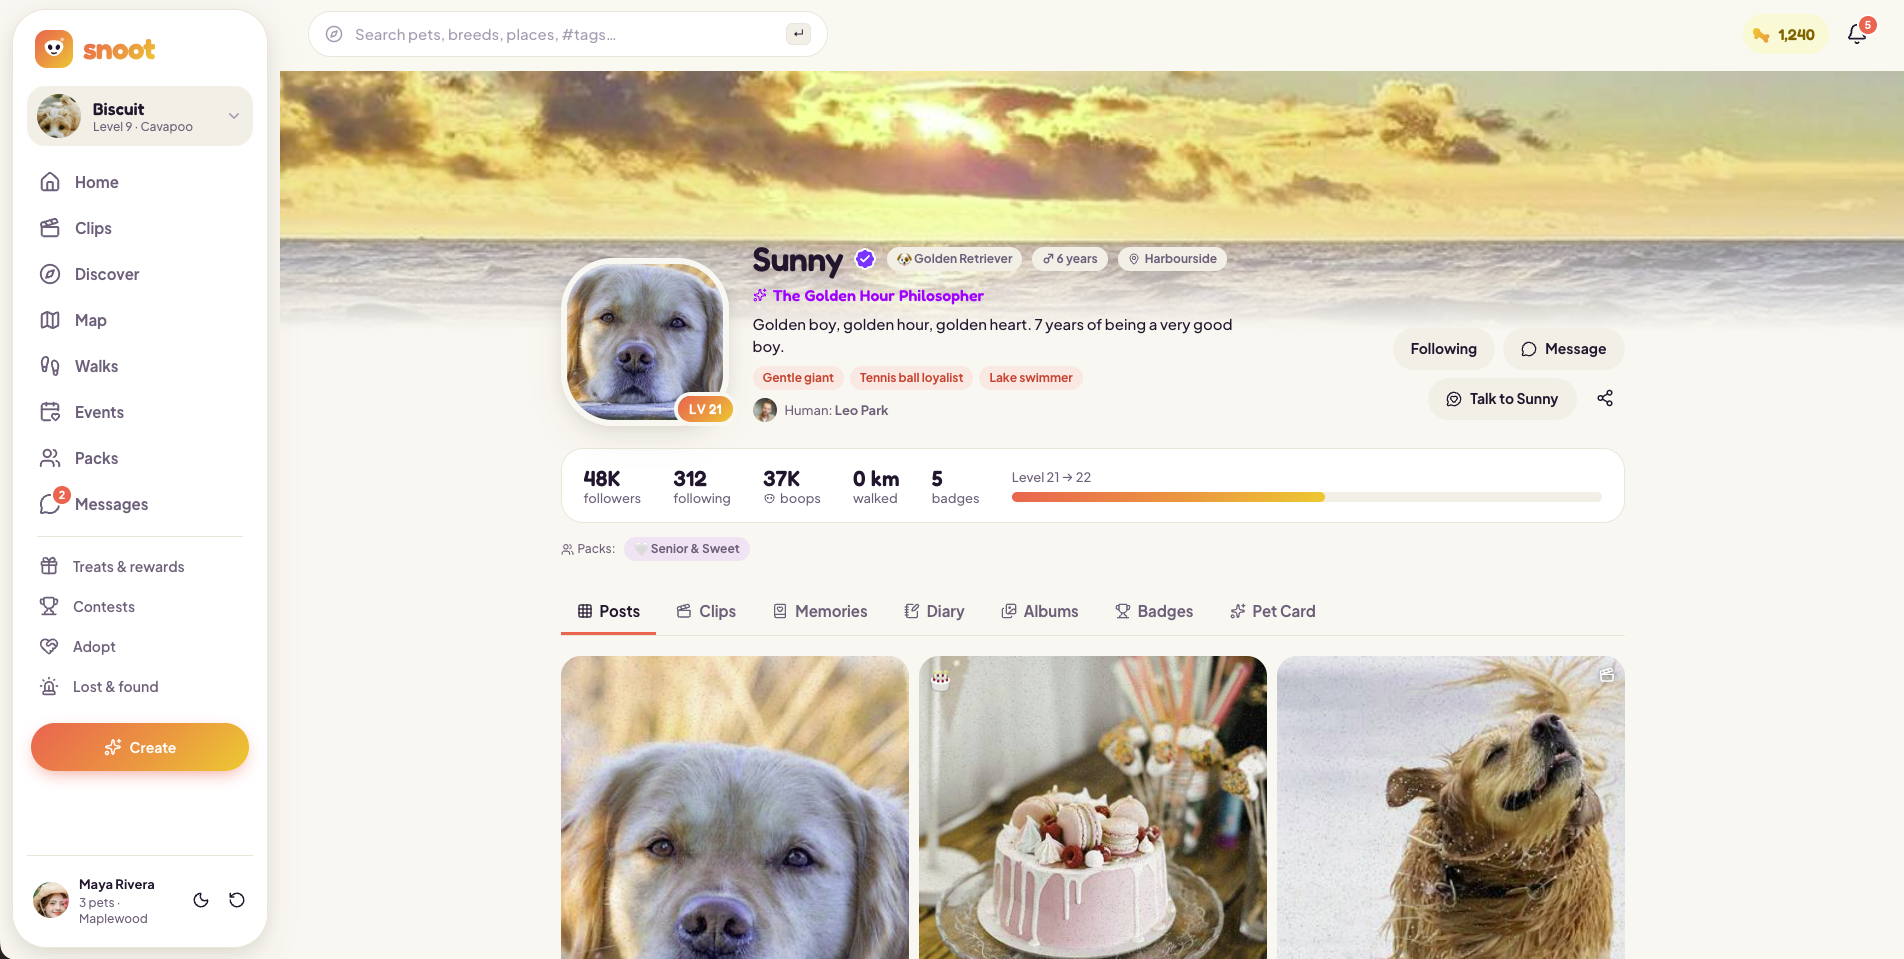 snoot
Search pets, breeds, places, #tags...
1,240
5
Biscuit
Level 9 · Cavapoo
Home
Clips
Discover
Map
Walks
Events
Packs
2
Messages
Treats & rewards
Contests
Adopt
Lost & found
Create
Maya Rivera
3 pets ·
Maplewood
Sunny
Golden Retriever
♂ 6 years
Harbourside
The Golden Hour Philosopher
Golden boy, golden hour, golden heart. 7 years of being a very good
boy.
Gentle giant
Tennis ball loyalist
Lake swimmer
Human: Leo Park
LV 21
Following
Message
Talk to Sunny
48K
followers
312
following
37K
boops
0 km
walked
5
badges
Level 21 → 22
Packs:
Senior & Sweet
Posts
Clips
Memories
Diary
Albums
Badges
Pet Card